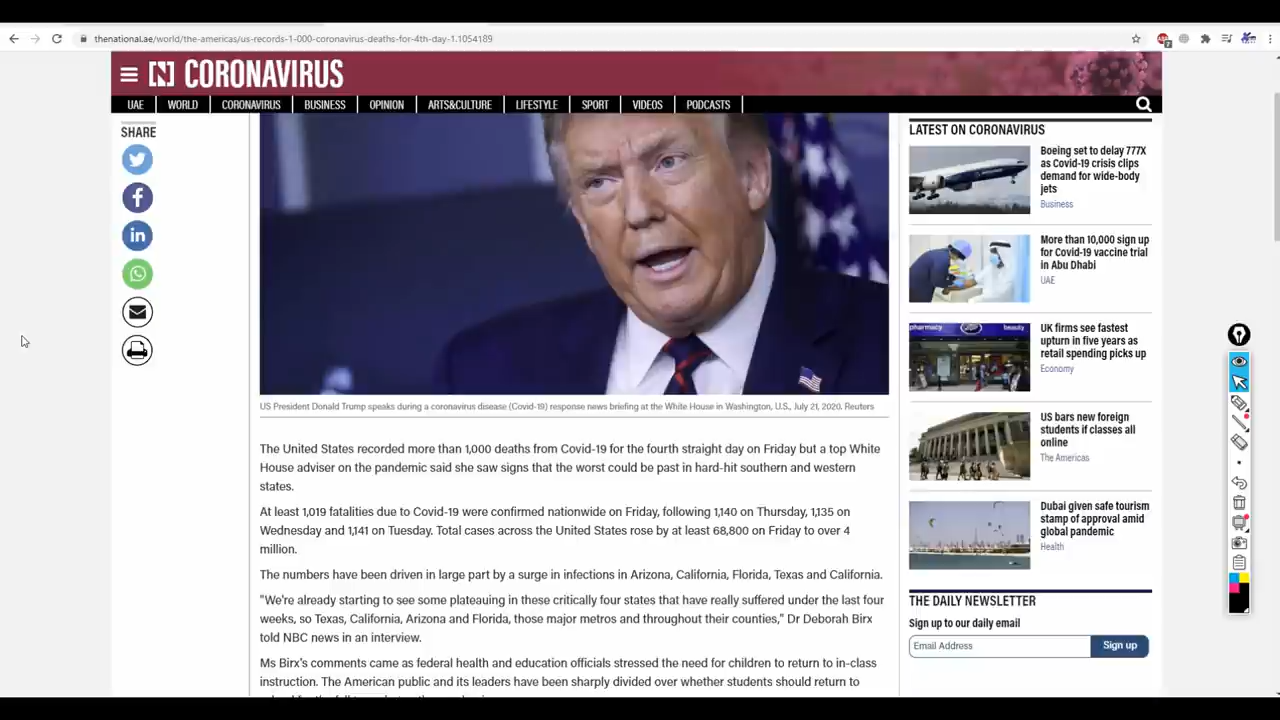 thenational.ae/world/the-americas/us-records-1-000-coronavirus-deaths-for-4th-day-1.1054189
CORONAVIRUS
UAE
WORLD
CORONAVIRUS
BUSINESS
OPINION
ARTS&CULTURE
LIFESTYLE
SPORT
VIDEOS
PODCASTS
SHARE
US President Donald Trump speaks during a coronavirus disease (Covid-19) response news briefing at the White House in Washington, U.S., July 21, 2020. Reuters
The United States recorded more than 1,000 deaths from Covid-19 for the fourth straight day on Friday but a top White
House adviser on the pandemic said she saw signs that the worst could be past in hard-hit southern and western
states.
At least 1,019 fatalities due to Covid-19 were confirmed nationwide on Friday, following 1,140 on Thursday, 1,135 on
Wednesday and 1,141 on Tuesday. Total cases across the United States rose by at least 68,800 on Friday to over 4
million.
The numbers have been driven in large part by a surge in infections in Arizona, California, Florida, Texas and California.
"We're already starting to see some plateauing in these critically four states that have really suffered under the last four
weeks, so Texas, California, Arizona and Florida, those major metros and throughout their counties," Dr Deborah Birx
told NBC news in an interview.
Ms Birx's comments came as federal health and education officials stressed the need for children to return to in-class
instruction. The American public and its leaders have been sharply divided over whether students should return to
LATEST ON CORONAVIRUS
Boeing set to delay 777X
as Covid-19 crisis clips
demand for wide-body
jets
Business
More than 10,000 sign up
for Covid-19 vaccine trial
in Abu Dhabi
UAE
pharmacy
beauty
UK firms see fastest
upturn in five years as
retail spending picks up
Economy
US bars new foreign
students if classes all
online
The Americas
Dubai given safe tourism
stamp of approval amid
global pandemic
Health
THE DAILY NEWSLETTER
Sign up to our daily email
Email Address
Sign up